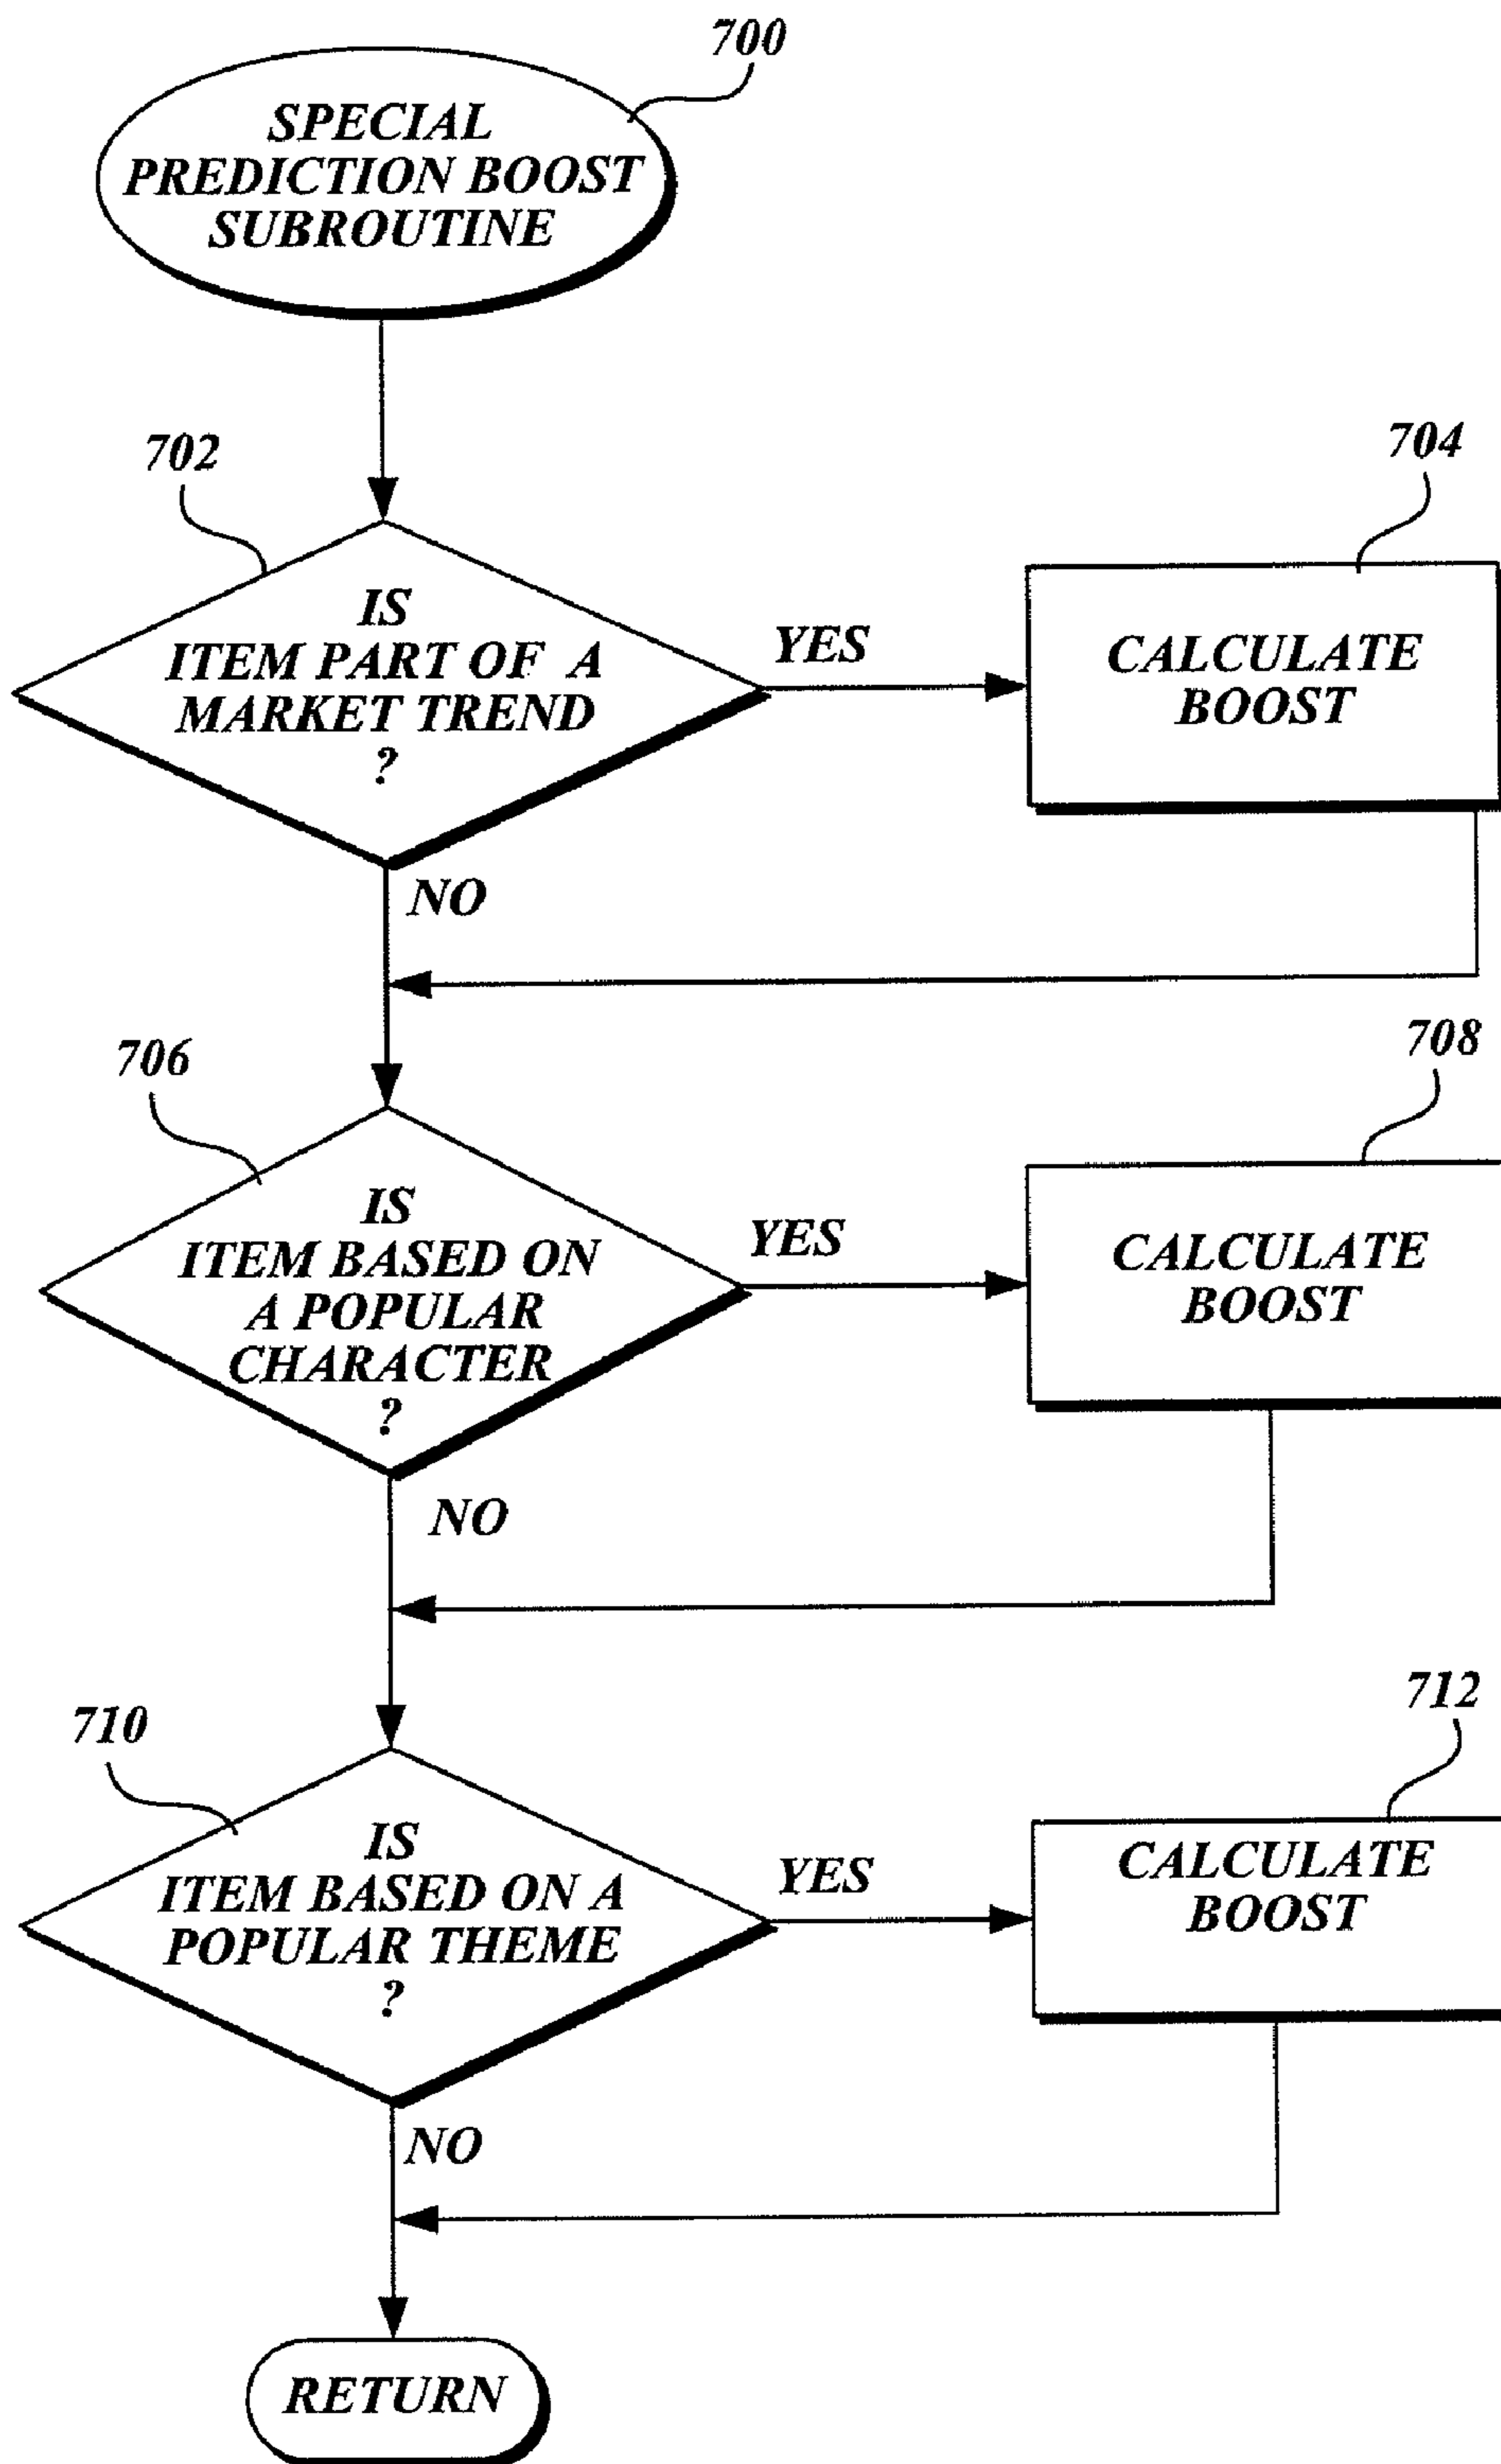 700
SPECIAL
PREDICTION BOOST
SUBROUTINE
702
704
IS
ITEM PART OF A
MARKET TREND
?
YES
CALCULATE
BOOST
NO
706
708
IS
ITEM BASED ON
A POPULAR
CHARACTER
?
YES
CALCULATE
BOOST
NO
710
712
IS
ITEM BASED ON A
POPULAR THEME
?
YES
CALCULATE
BOOST
NO
RETURN